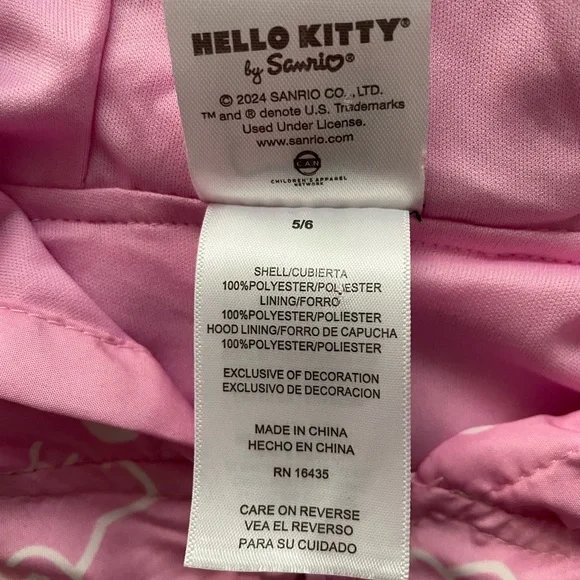 HELLO KITTY®
by Sanrio®
© 2024 SANRIO CO., LTD.
™ and ® denote U.S. Trademarks
Used Under License.
www.sanrio.com
CAN
CHILDREN'S APPAREL
NETWORK
5/6
SHELL/CUBIERTA
100%POLYESTER/POLIESTER
LINING/FORRO
100%POLYESTER/POLIESTER
HOOD LINING/FORRO DE CAPUCHA
100%POLYESTER/POLIESTER
EXCLUSIVE OF DECORATION
EXCLUSIVO DE DECORACION
MADE IN CHINA
HECHO EN CHINA
RN 16435
CARE ON REVERSE
VEA EL REVERSO
PARA SU CUIDADO